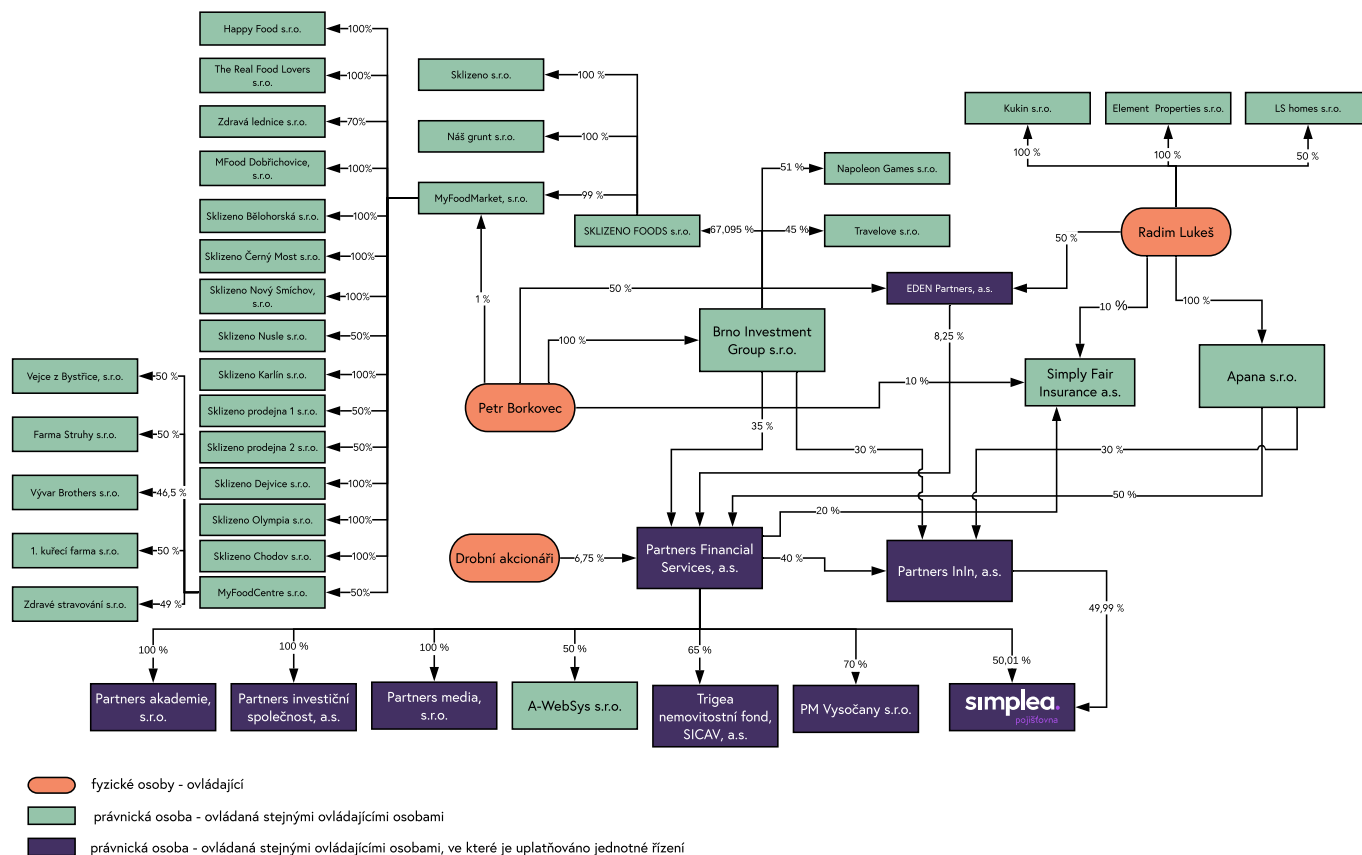 Happy Food s.r.o.
100%
The Real Food Lovers
s.r.o.
100%
Zdravá lednice s.r.o.
70%
MFood Dobřichovice,
s.r.o.
100%
Sklizeno Bělohorská s.r.o.
100%
Sklizeno Černý Most s.r.o.
100%
Sklizeno Nový Smíchov,
s.r.o.
100%
Sklizeno Nusle s.r.o.
50%
Sklizeno Karlín s.r.o.
100%
Sklizeno prodejna 1 s.r.o.
50%
Sklizeno prodejna 2 s.r.o.
50%
Sklizeno Dejvice s.r.o.
100%
Sklizeno Olympia s.r.o.
100%
Sklizeno Chodov s.r.o.
100%
MyFoodCentre s.r.o.
50%
Vejce z Bystřice, s.r.o.
50 %
Farma Struhy s.r.o.
50 %
Vývar Brothers s.r.o.
46,5 %
1. kuřecí farma s.r.o.
50 %
Zdravé stravování s.r.o.
49 %
Sklizeno s.r.o.
100 %
Náš grunt s.r.o.
100 %
MyFoodMarket, s.r.o.
99 %
SKLIZENO FOODS s.r.o.
67,095 %
45 %
51 %
Napoleon Games s.r.o.
Travelove s.r.o.
Kukin s.r.o.
Element Properties s.r.o.
LS homes s.r.o.
100 %
100 %
50 %
Radim Lukeš
50 %
EDEN Partners, a.s.
50 %
1 %
8,25 %
10 %
100 %
Brno Investment
Group s.r.o.
100 %
Simply Fair
Insurance a.s.
Apana s.r.o.
Petr Borkovec
10 %
35 %
30 %
30 %
50 %
20 %
Drobní akcionáři
6,75 %
Partners Financial
Services, a.s.
40 %
Partners InIn, a.s.
49,99 %
100 %
100 %
100 %
50 %
65 %
70 %
50,01 %
Partners akademie,
s.r.o.
Partners investiční
společnost, a.s.
Partners media,
s.r.o.
A-WebSys s.r.o.
Trigea
nemovitostní fond,
SICAV, a.s.
PM Vysočany s.r.o.
simplea.
pojišťovna
fyzické osoby - ovládající
právnická osoba - ovládaná stejnými ovládajícími osobami
právnická osoba - ovládaná stejnými ovládajícími osobami, ve které je uplatňováno jednotné řízení